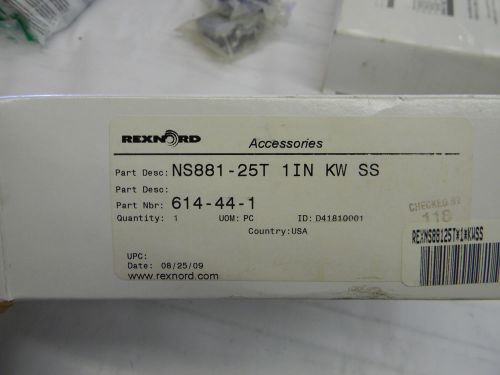 REXNORD
Accessories
Part Desc: NS881-25T 1IN KW SS
Part Desc:
Part Nbr: 614-44-1
Quantity: 1 UOM: PC ID: D41810001
Country: USA
CHECKED BY
118
REXNS88125T*1*KWSS
UPC:
Date: 08/25/09
www.rexnord.com